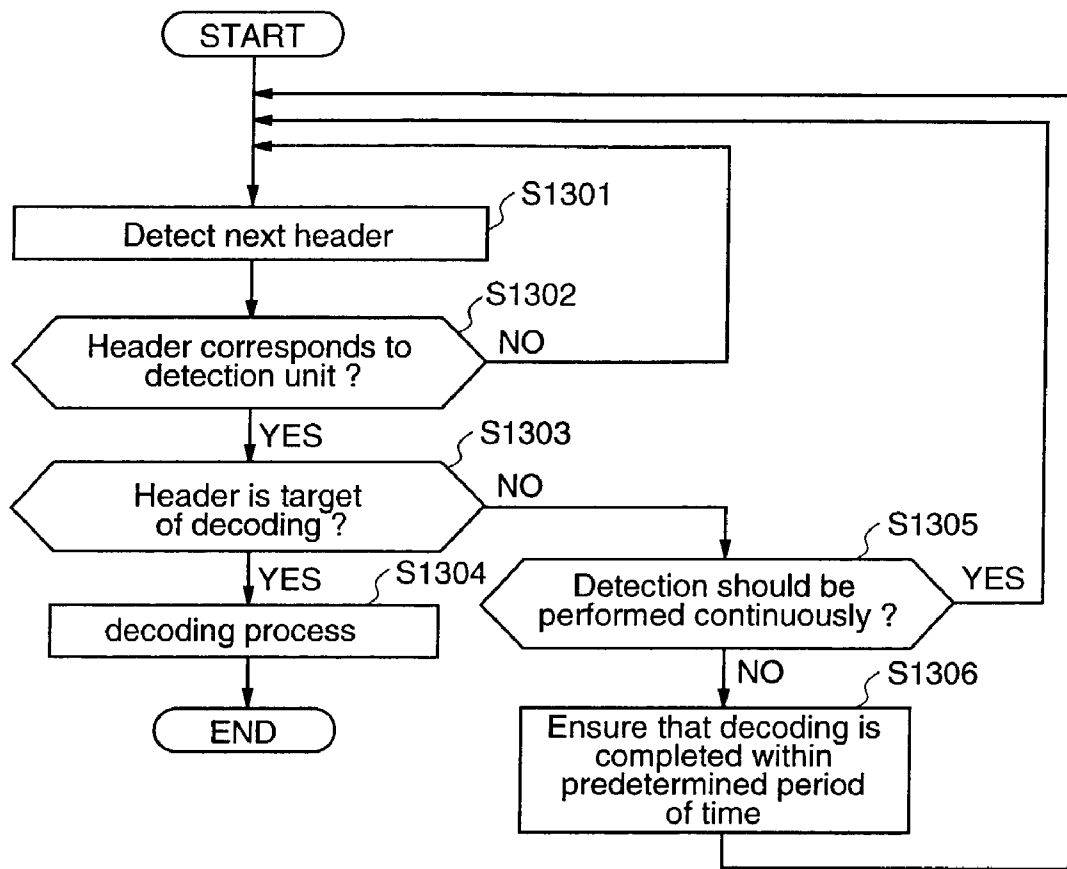 START
S1301
Detect next header
S1302
Header corresponds to
detection unit ?
NO
YES
S1303
Header is target
of decoding ?
NO
S1305
YES
S1304
Detection should be
performed continuously ?
YES
decoding process
NO
S1306
END
Ensure that decoding is
completed within
predetermined period
of time